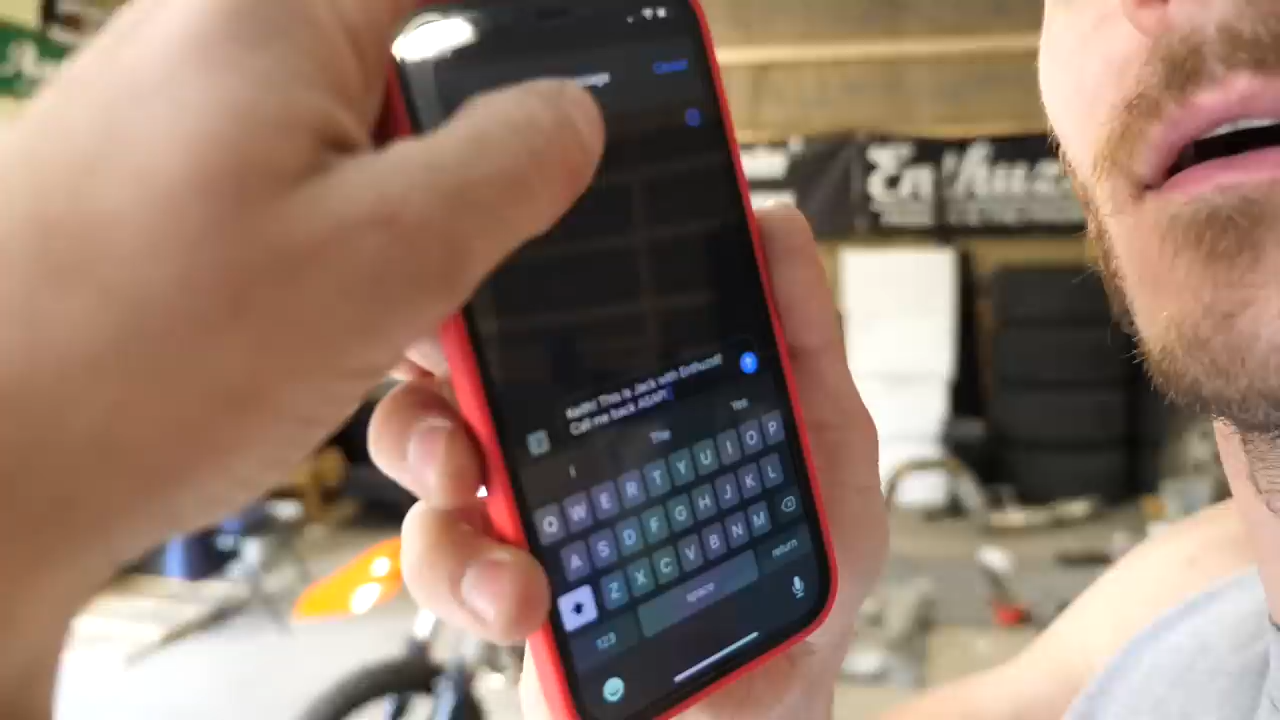 Cancel
Keith! This is Jack with Enthuze!!
Call me back ASAP!
I
The
Yes
Q W E R T Y U I O P
A S D F G H J K L
Z X C V B N M
123
space
return